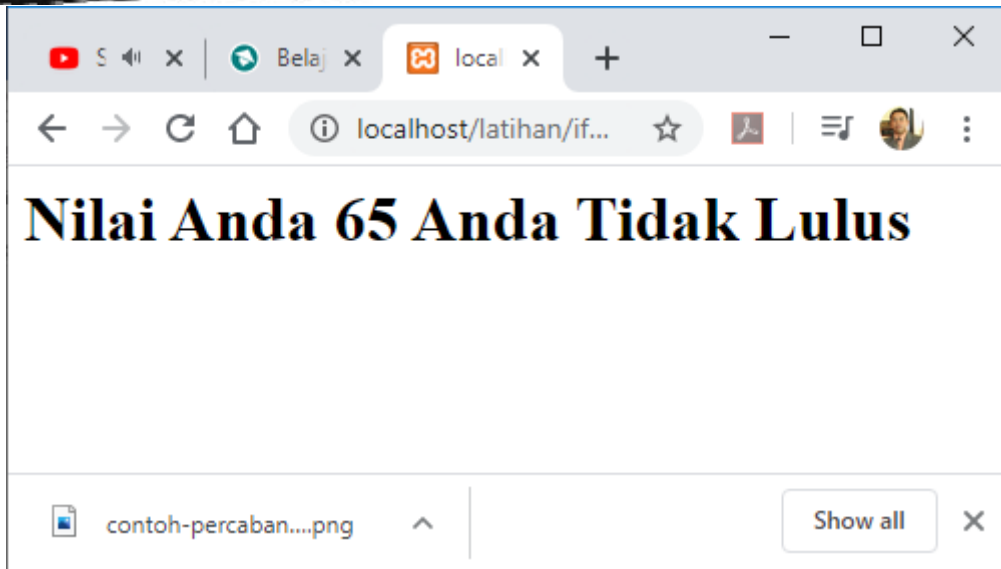 S
Belaj
local
localhost/latihan/if...
Nilai Anda 65 Anda Tidak Lulus
contoh-percaban....png
Show all